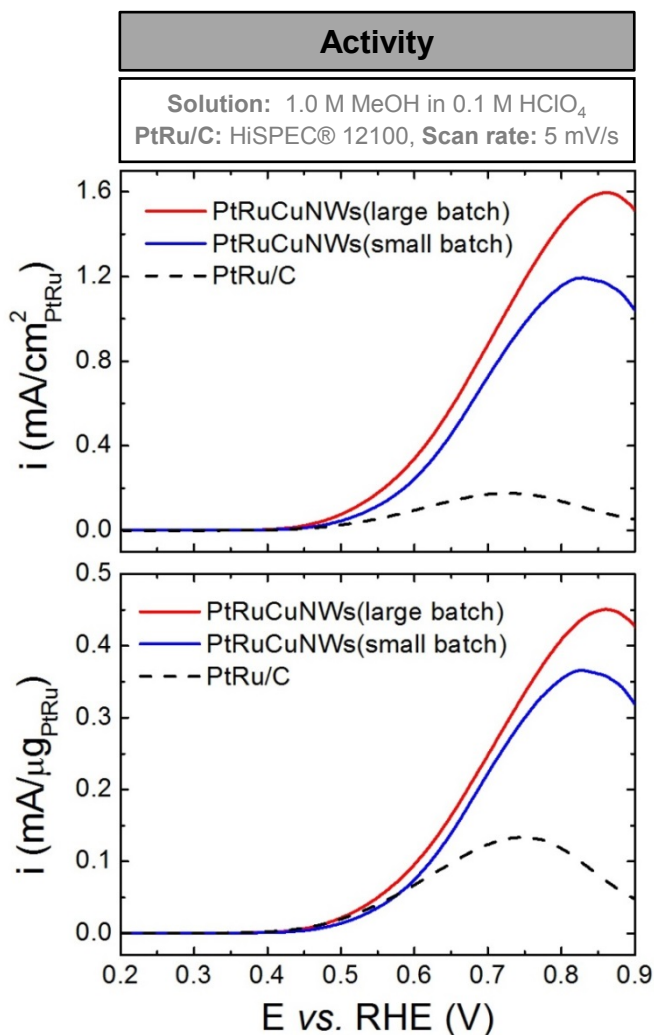 Activity
Solution: 1.0 M MeOH in 0.1 M HClO₄
PtRu/C: HiSPEC® 12100, Scan rate: 5 mV/s
PtRuCuNWs(large batch)
PtRuCuNWs(small batch)
PtRu/C
i (mA/cm²PtRu)
1.6
1.2
0.8
0.4
0.0
PtRuCuNWs(large batch)
PtRuCuNWs(small batch)
PtRu/C
i (mA/μgPtRu)
0.5
0.4
0.3
0.2
0.1
0.0
0.2 0.3 0.4 0.5 0.6 0.7 0.8 0.9
E vs. RHE (V)